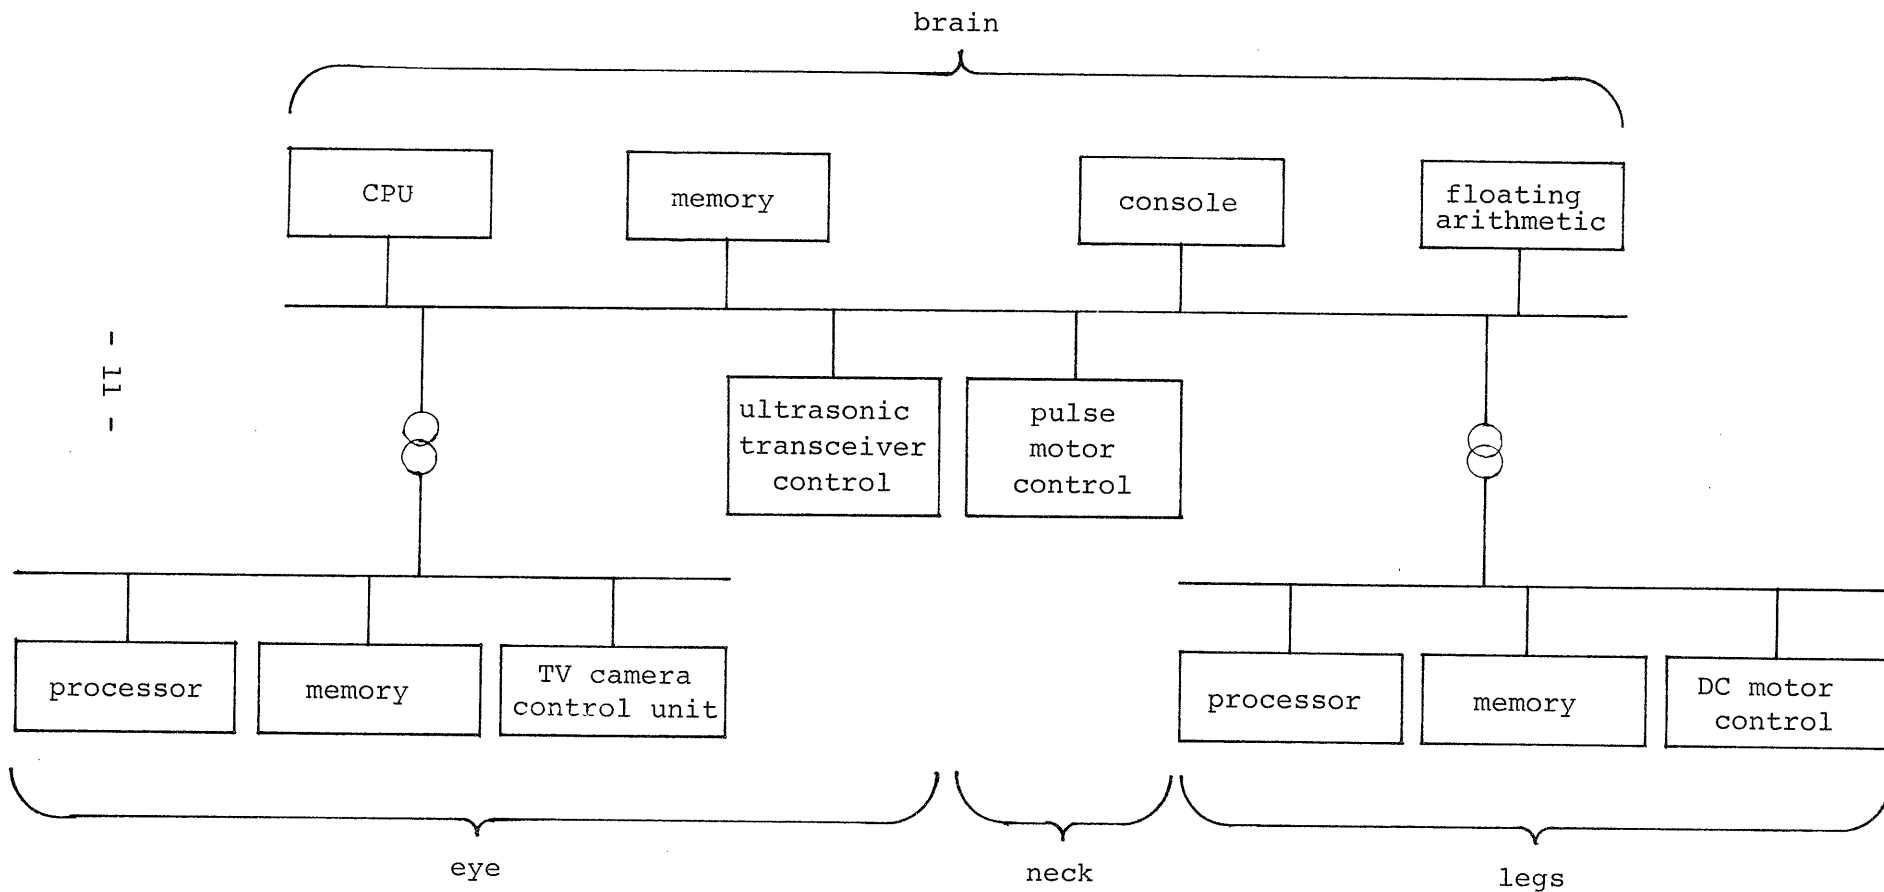 brain
CPU
memory
console
floating
arithmetic
- 11 -
ultrasonic
transceiver
control
pulse
motor
control
processor
memory
TV camera
control unit
processor
memory
DC motor
control
eye
neck
legs